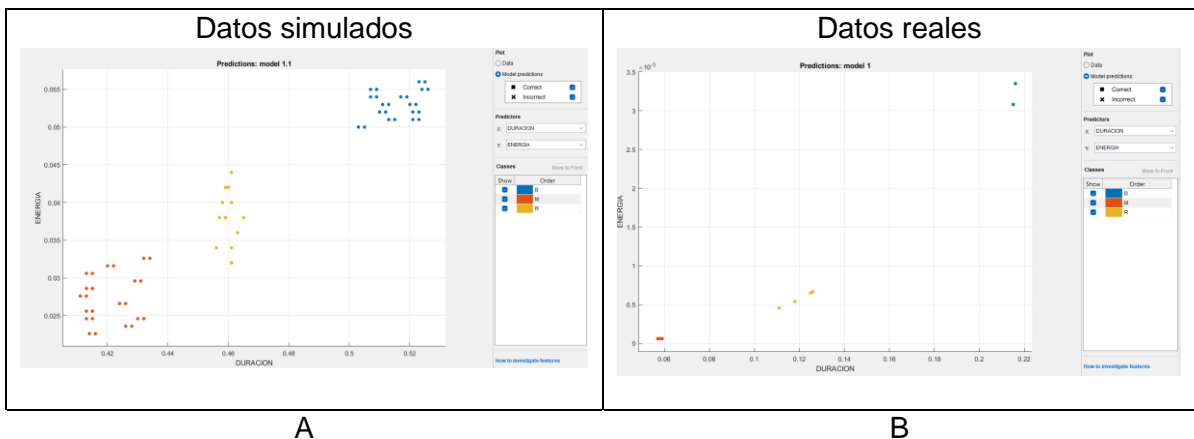 Datos simulados
Predictions: model 1.1
0.055
0.05
0.045
0.04
0.035
0.03
0.025
ENERGIA
0.42
0.44
0.46
0.48
0.5
0.52
DURACION
Plot
Data
Model predictions
Correct
Incorrect
Predictors
X: DURACION
Y: ENERGIA
Classes Move to Front
Show Order
B
M
R
How to investigate features
A
Datos reales
Predictions: model 1
×10⁻³
3.5
3
2.5
2
1.5
1
0.5
0
ENERGIA
0.06
0.08
0.1
0.12
0.14
0.16
0.18
0.2
0.22
DURACION
Plot
Data
Model predictions
Correct
Incorrect
Predictors
X: DURACION
Y: ENERGIA
Classes Move to Front
Show Order
B
M
R
How to investigate features
B